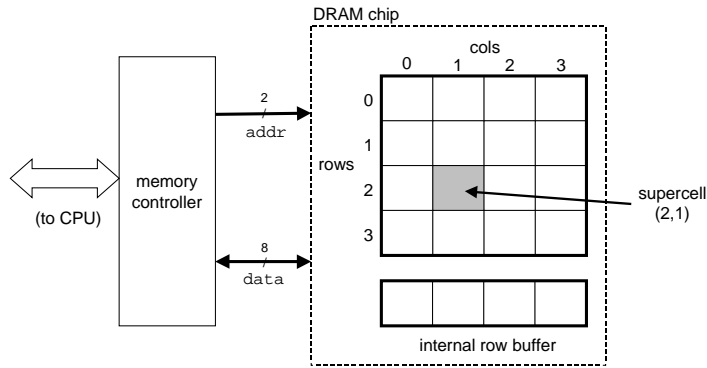 DRAM chip
cols
0 1 2 3
0
2
addr
1
rows
memory
controller
2
supercell
(2,1)
(to CPU)
3
8
data
internal row buffer